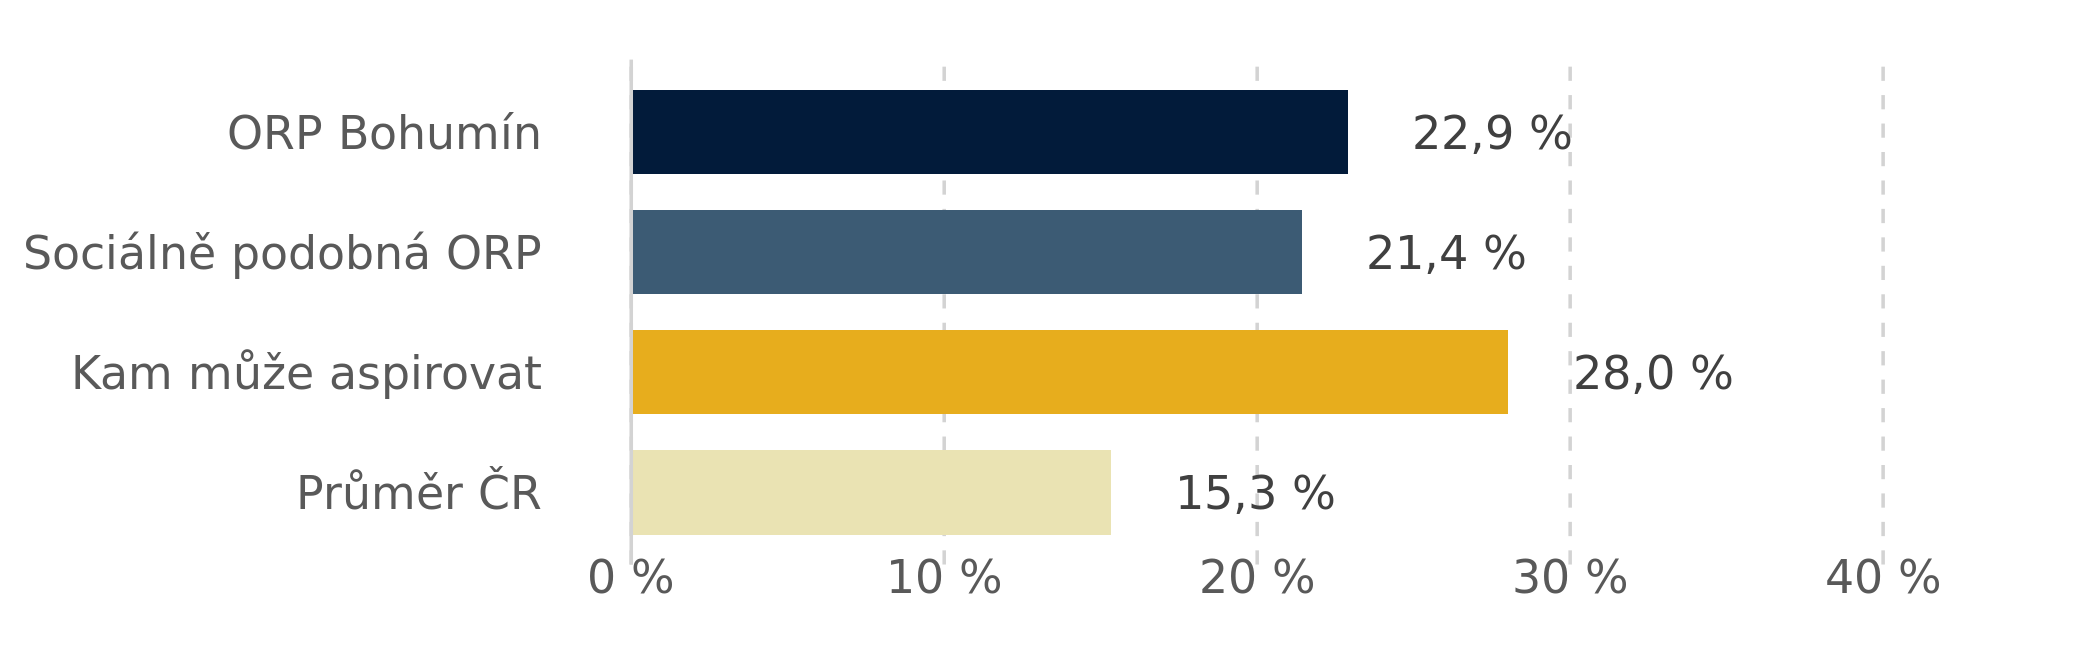 ORP Bohumín 22,9 %
Sociálně podobná ORP 21,4 %
Kam může aspirovat 28,0 %
Průměr ČR 15,3 %
0 % 10 % 20 % 30 % 40 %